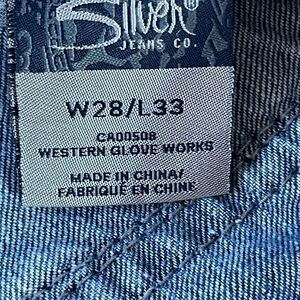 Silver®
JEANS CO.
W28/L33
CA00508
WESTERN GLOVE WORKS
MADE IN CHINA/
FABRIQUÉ EN CHINE